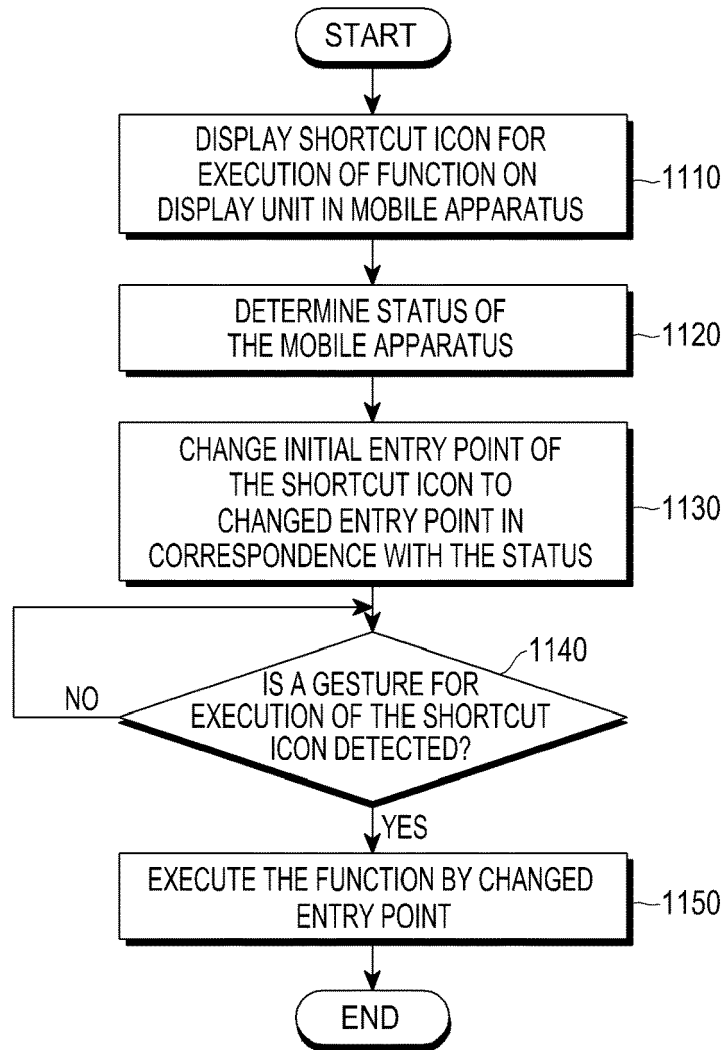 START
DISPLAY SHORTCUT ICON FOR
EXECUTION OF FUNCTION ON
DISPLAY UNIT IN MOBILE APPARATUS
1110
DETERMINE STATUS OF
THE MOBILE APPARATUS
1120
CHANGE INITIAL ENTRY POINT OF
THE SHORTCUT ICON TO
CHANGED ENTRY POINT IN
CORRESPONDENCE WITH THE STATUS
1130
1140
IS A GESTURE FOR
EXECUTION OF THE SHORTCUT
ICON DETECTED?
NO
YES
EXECUTE THE FUNCTION BY CHANGED
ENTRY POINT
1150
END